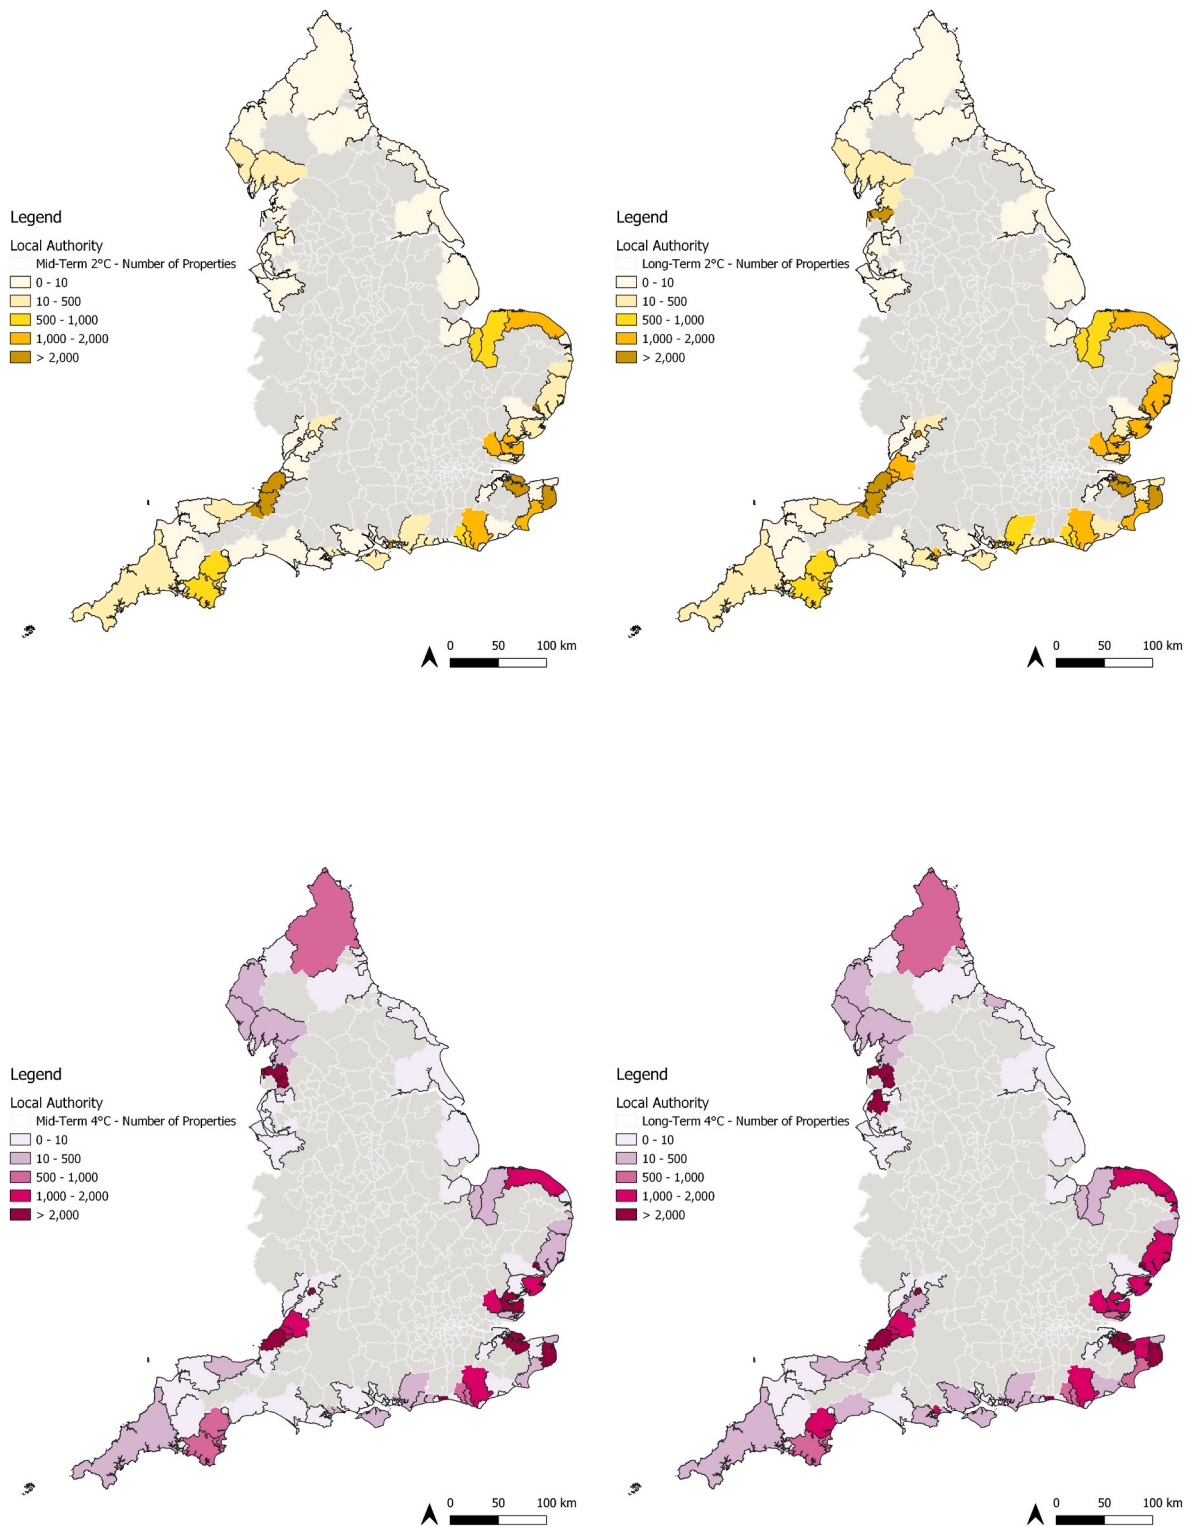 Legend
Local Authority
Mid-Term 2°C - Number of Properties
0 - 10
10 - 500
500 - 1,000
1,000 - 2,000
> 2,000
0 50 100 km
Legend
Local Authority
Long-Term 2°C - Number of Properties
0 - 10
10 - 500
500 - 1,000
1,000 - 2,000
> 2,000
0 50 100 km
Legend
Local Authority
Mid-Term 4°C - Number of Properties
0 - 10
10 - 500
500 - 1,000
1,000 - 2,000
> 2,000
0 50 100 km
Legend
Local Authority
Long-Term 4°C - Number of Properties
0 - 10
10 - 500
500 - 1,000
1,000 - 2,000
> 2,000
0 50 100 km